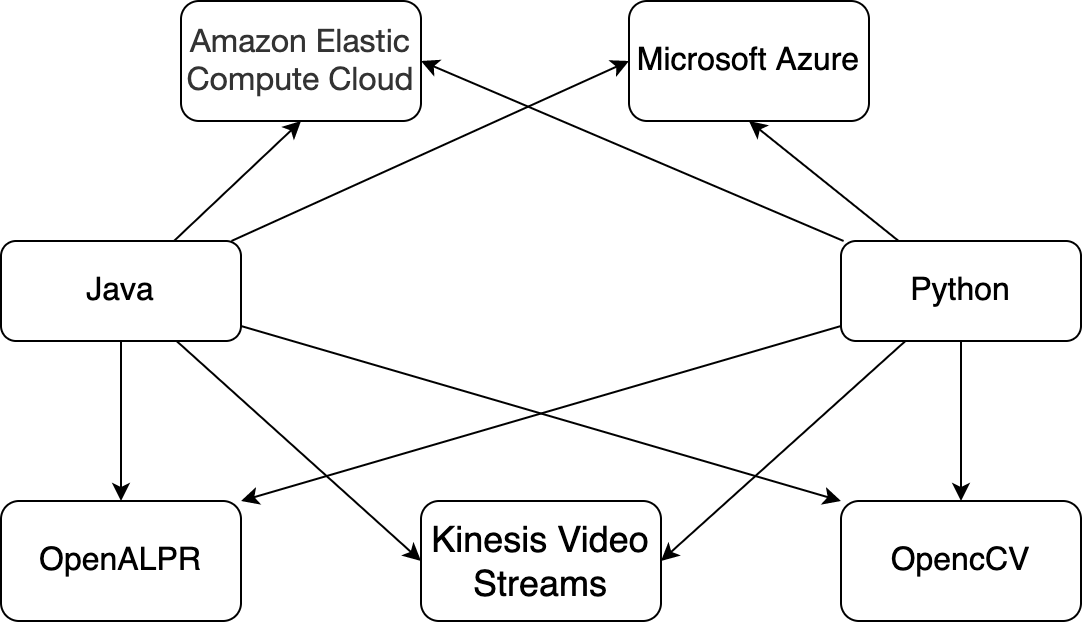 Amazon Elastic
Compute Cloud
Microsoft Azure
Java
Python
OpenALPR
Kinesis Video
Streams
OpencCV